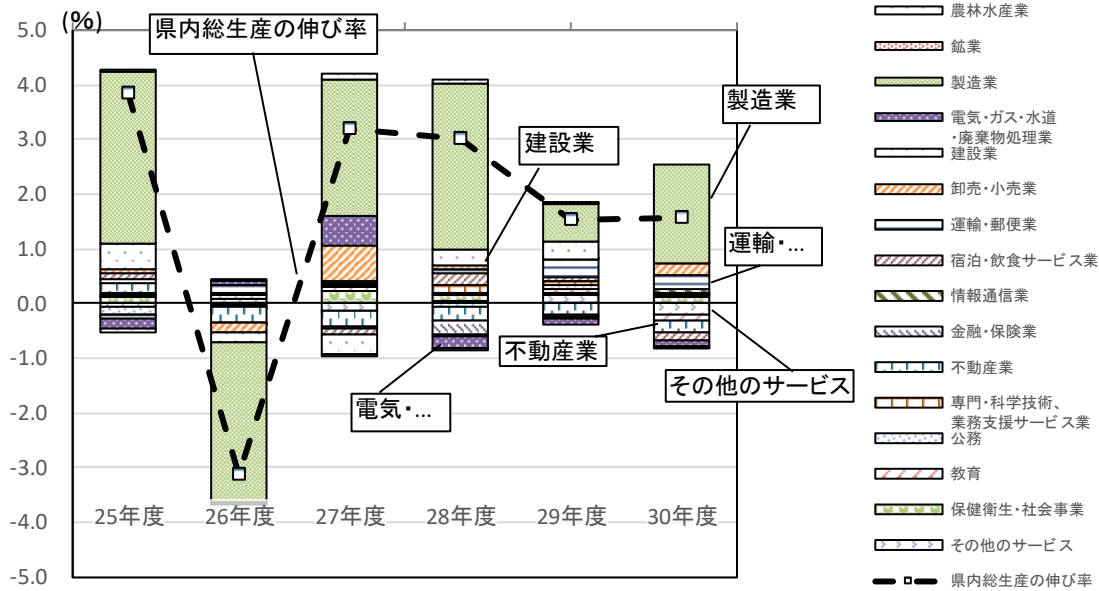 (%)
5.0
4.0
3.0
2.0
1.0
0.0
-1.0
-2.0
-3.0
-4.0
-5.0
県内総生産の伸び率
建設業
製造業
運輸・...
不動産業
その他のサービス
電気・...
25年度
26年度
27年度
28年度
29年度
30年度
農林水産業
鉱業
製造業
電気・ガス・水道
・廃棄物処理業
建設業
卸売・小売業
運輸・郵便業
宿泊・飲食サービス業
情報通信業
金融・保険業
不動産業
専門・科学技術、
業務支援サービス業
公務
教育
保健衛生・社会事業
その他のサービス
県内総生産の伸び率